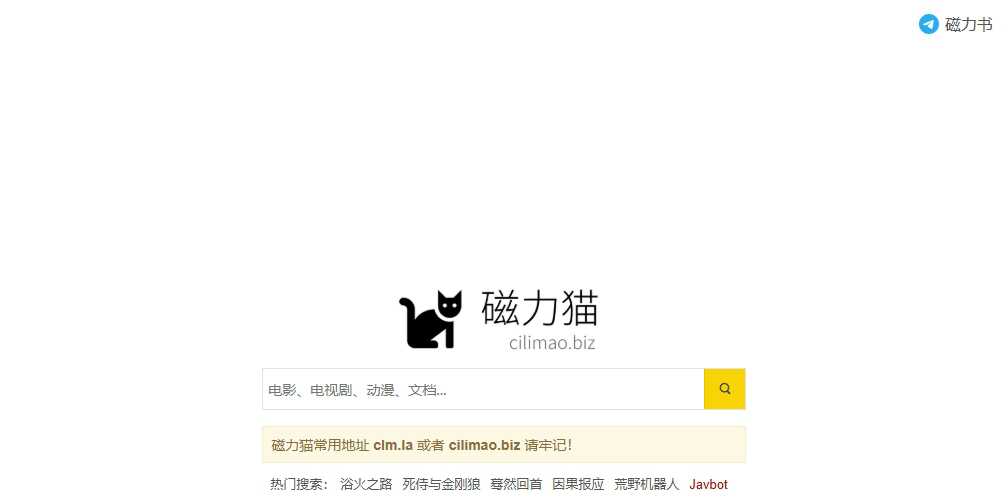 磁力书
磁力猫
cilimao.biz
电影、电视剧、动漫、文档...
磁力猫常用地址 clm.la 或者 cilimao.biz 请牢记！
热门搜索： 浴火之路 死侍与金刚狼 蓦然回首 因果报应 荒野机器人 Javbot